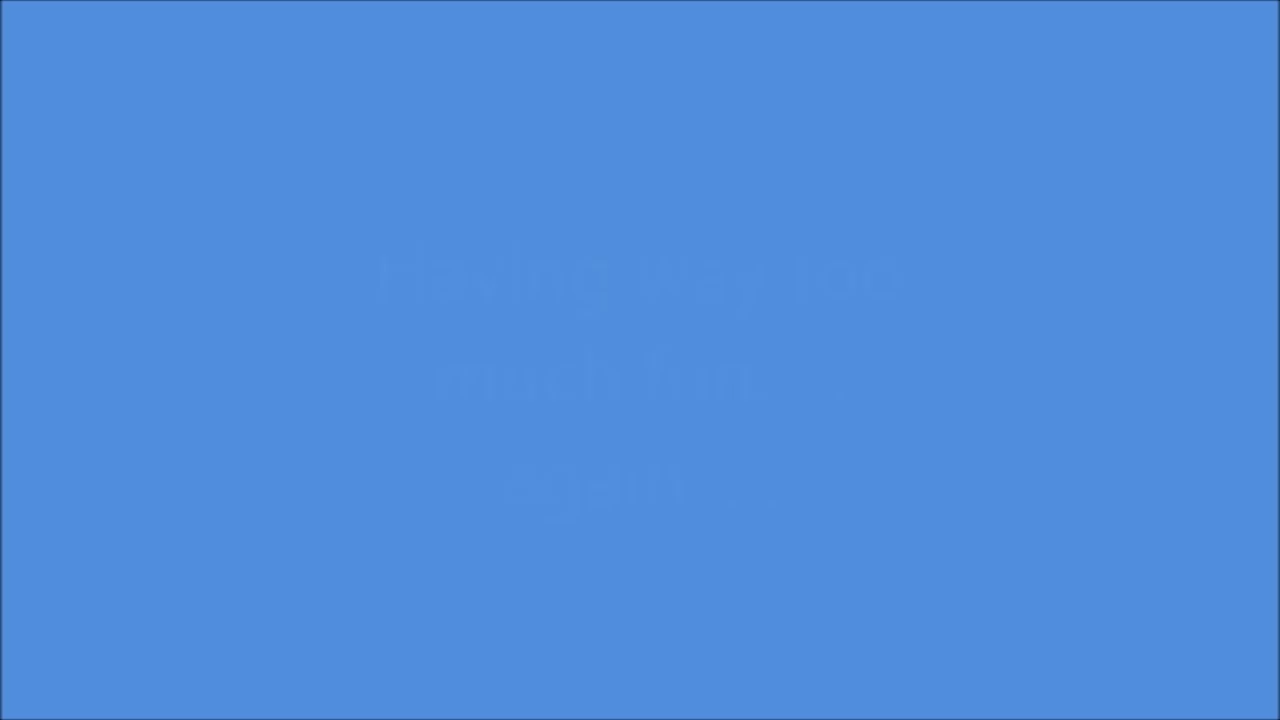 Having way too
much fun. . .
again. . .